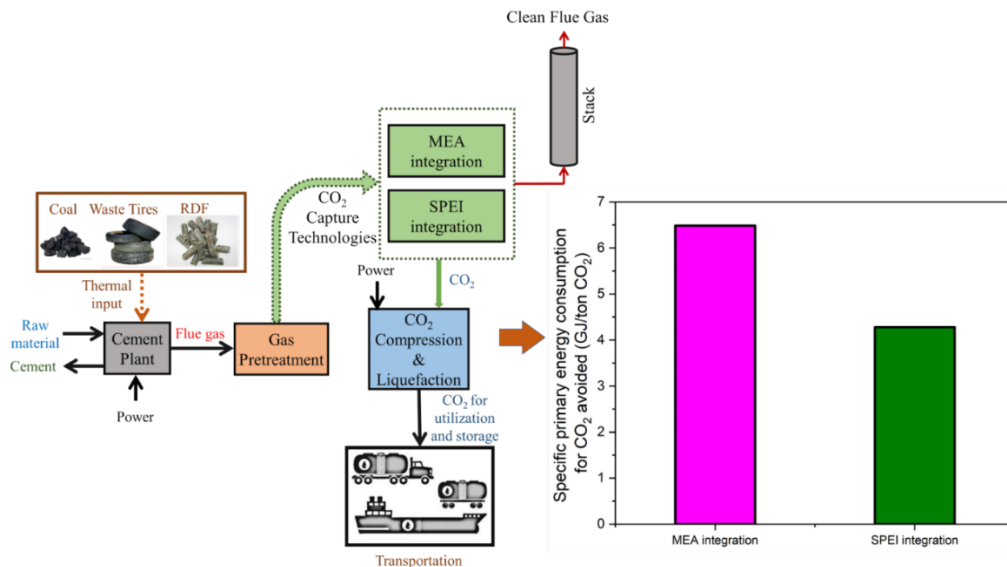 Clean Flue Gas
Stack
MEA
integration
SPEI
integration
CO₂
Capture
Technologies
Coal Waste Tires RDF
Thermal
input
Raw
material
Cement
Cement
Plant
Power
Flue gas
Gas
Pretreatment
Power
CO₂
CO₂
Compression
&
Liquefaction
CO₂ for
utilization
and storage
Transportation
Specific primary energy consumption
for CO₂ avoided (GJ/ton CO₂)
7
6
5
4
3
2
1
0
MEA integration SPEI integration